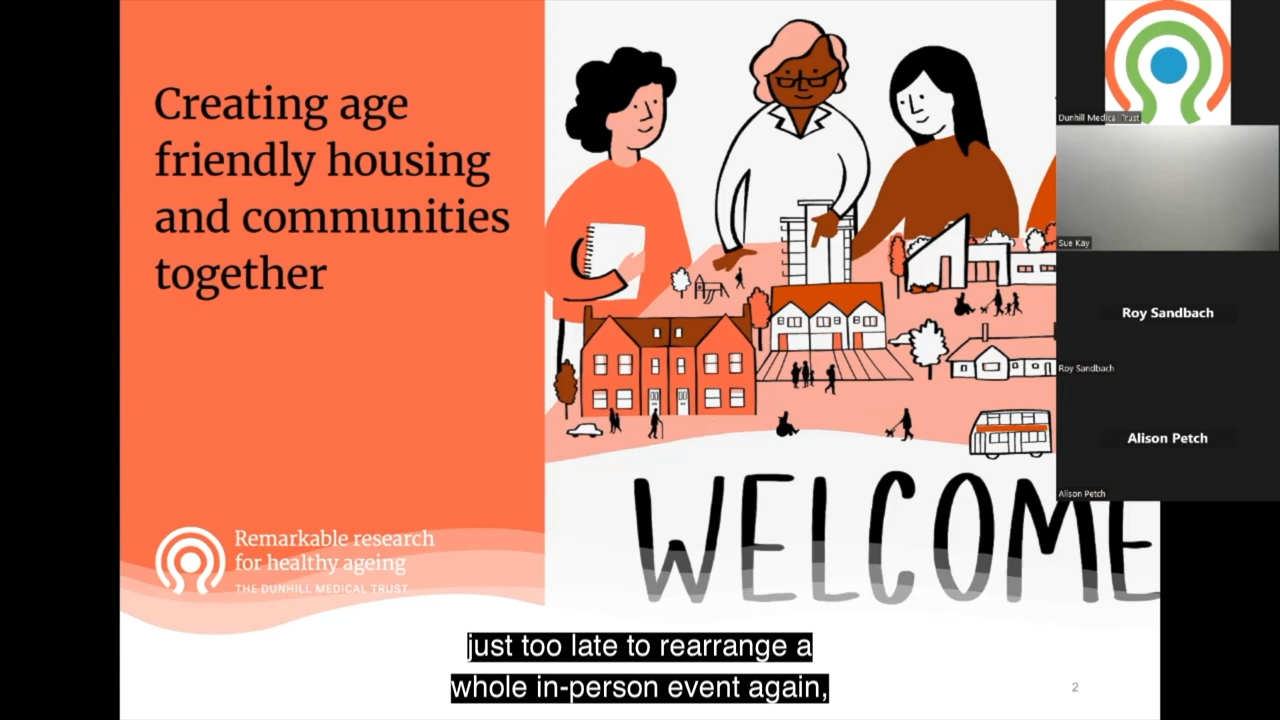 Creating age
friendly housing
and communities
together
Remarkable research
for healthy ageing
THE DUNHILL MEDICAL TRUST
WELCOME
Dunhill Medical Trust
Sue Kay
Roy Sandbach
Roy Sandbach
Alison Petch
Alison Petch
just too late to rearrange a
whole in-person event again,
2